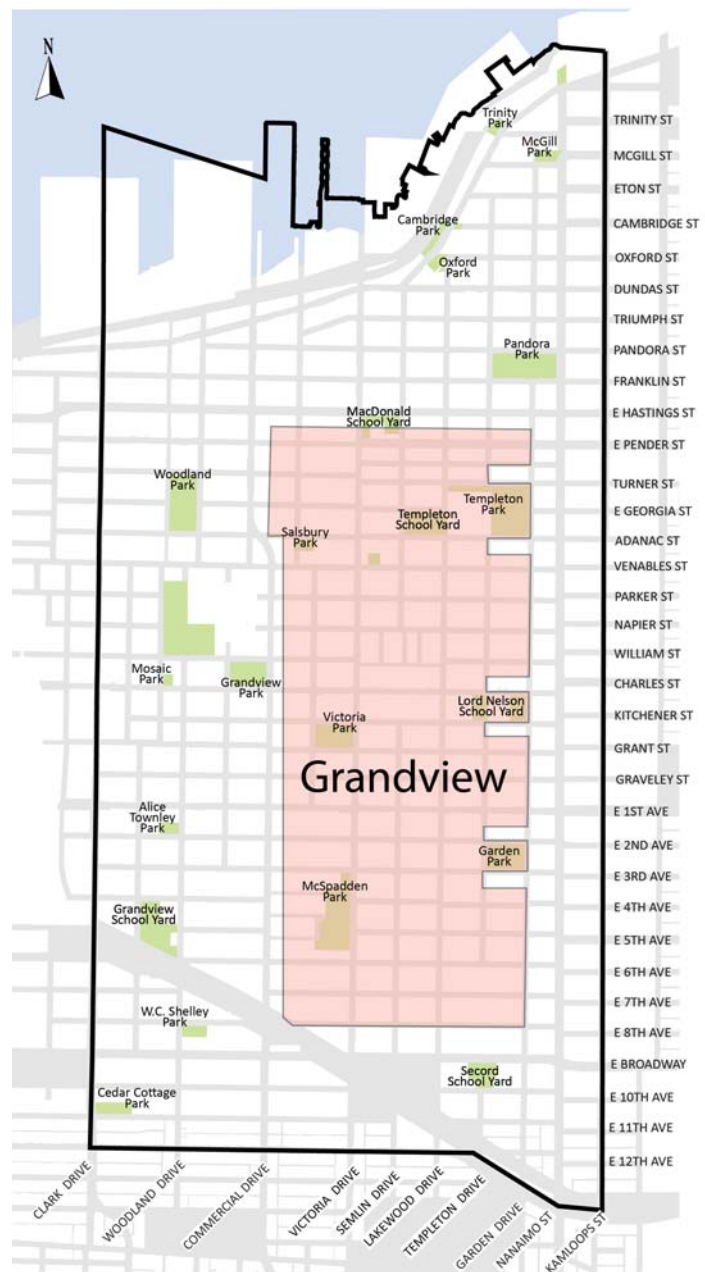 N
Trinity
Park
TRINITY ST
McGill
Park
MCGILL ST
ETON ST
Cambridge
Park
CAMBRIDGE ST
Oxford
Park
OXFORD ST
DUNDAS ST
TRIUMPH ST
Pandora
Park
PANDORA ST
FRANKLIN ST
MacDonald
School Yard
E HASTINGS ST
E PENDER ST
Woodland
Park
TURNER ST
Templeton
Park
Templeton
School Yard
E GEORGIA ST
Salsbury
Park
ADANAC ST
VENABLES ST
PARKER ST
NAPIER ST
WILLIAM ST
Mosaic
Park
Grandview
Park
CHARLES ST
Lord Nelson
School Yard
KITCHENER ST
Victoria
Park
GRANT ST
Grandview
GRAVELEY ST
Alice
Townley
Park
E 1ST AVE
E 2ND AVE
Garden
Park
E 3RD AVE
McSpadden
Park
E 4TH AVE
Grandview
School Yard
E 5TH AVE
E 6TH AVE
E 7TH AVE
W.C. Shelley
Park
E 8TH AVE
E BROADWAY
Secord
School Yard
Cedar Cottage
Park
E 10TH AVE
E 11TH AVE
E 12TH AVE
CLARK DRIVE
WOODLAND DRIVE
COMMERCIAL DRIVE
VICTORIA DRIVE
SEMLIN DRIVE
LAKEWOOD DRIVE
TEMPLETON DRIVE
GARDEN DRIVE
NANAIMO ST
KAMLOOPS ST